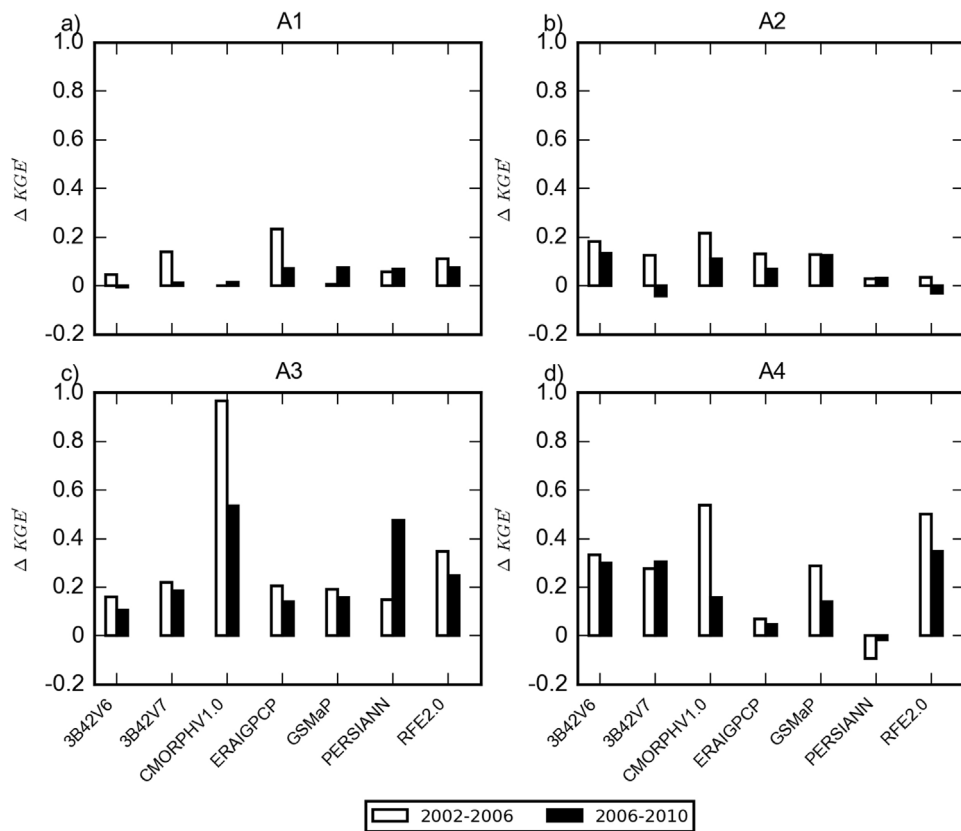 a) A1
1.0
0.8
0.6
0.4
0.2
0
-0.2
Δ KGE'
b) A2
1.0
0.8
0.6
0.4
0.2
0
-0.2
Δ KGE'
c) A3
1.0
0.8
0.6
0.4
0.2
0
-0.2
Δ KGE'
3B42V6
3B42V7
CMORPHV1.0
ERAIGPCP
GSMaP
PERSIANN
RFE2.0
d) A4
1.0
0.8
0.6
0.4
0.2
0
-0.2
Δ KGE'
3B42V6
3B42V7
CMORPHV1.0
ERAIGPCP
GSMaP
PERSIANN
RFE2.0
2002-2006 2006-2010